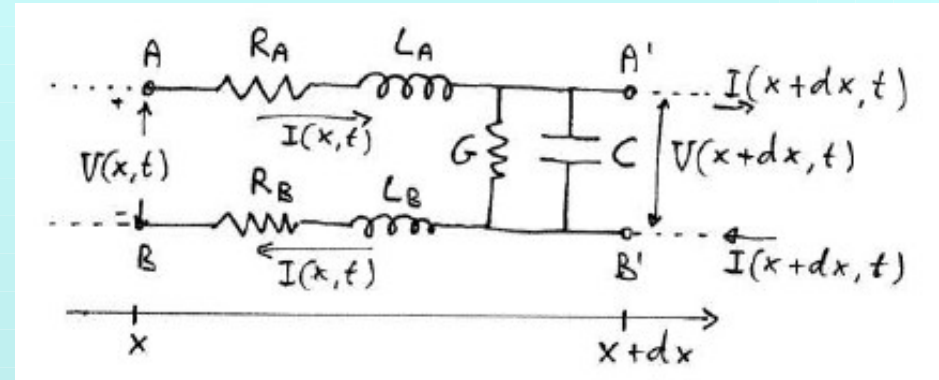 A R_A L_A A'
I(x+dx,t)
+
I(x,t)
V(x,t) G C V(x+dx,t)
R_B L_B
-
B I(x,t) B' I(x+dx,t)
x x+dx